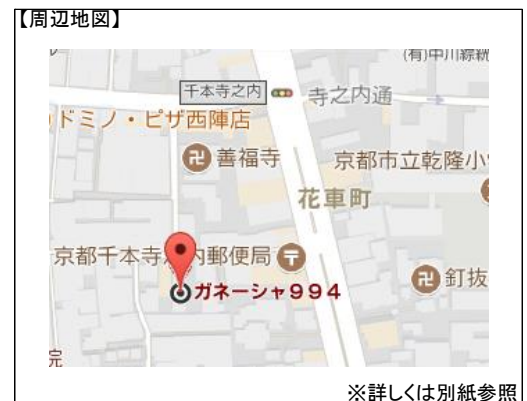 【周辺地図】
(有)中川綜絖
千本寺之内
寺之内通
ドミノ・ピザ西陣店
善福寺
京都市立乾隆小
花車町
京都千本寺 内郵便局
ガネーシャ994
釘抜
院
※詳しくは別紙参照